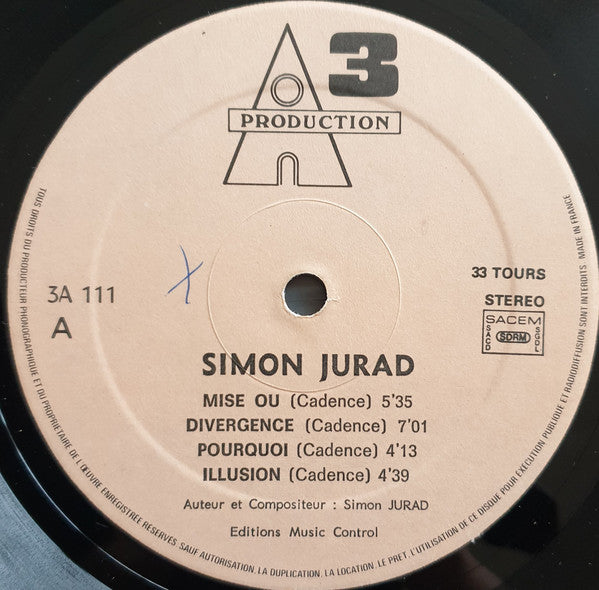 A 3
PRODUCTION
3A 111
A
33 TOURS
STEREO
SACEM
SACD
SDRM
SGDL
SIMON JURAD
MISE OU (Cadence) 5'35
DIVERGENCE (Cadence) 7'01
POURQUOI (Cadence) 4'13
ILLUSION (Cadence) 4'39
Auteur et Compositeur : Simon JURAD
Editions Music Control
TOUS DROITS DU PRODUCTEUR PHONOGRAPHIQUE ET DU PROPRIETAIRE DE L'ŒUVRE ENREGISTREE RESERVES. SAUF AUTORISATION, LA DUPLICATION, LA LOCATION, LE PRET, L'UTILISATION DE CE DISQUE POUR EXECUTION PUBLIQUE ET RADIODIFFUSION SONT INTERDITS MADE IN FRANCE